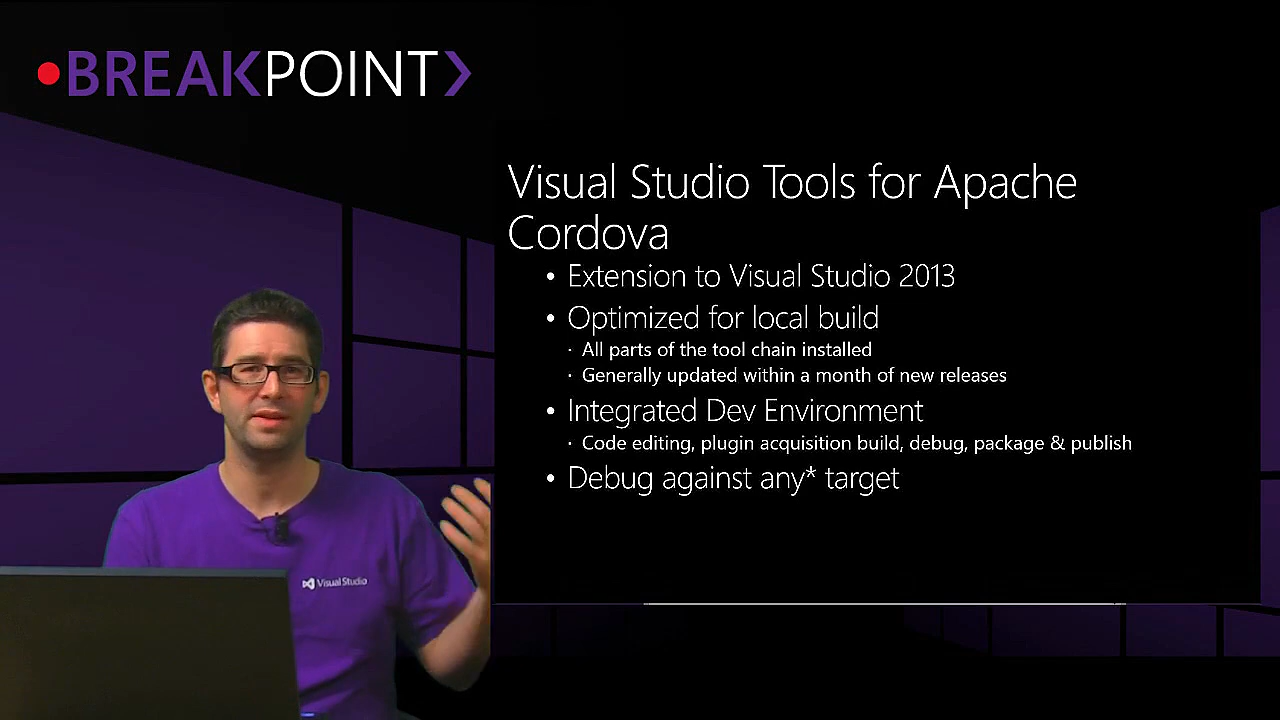 BREAKPOINT
Visual Studio Tools for Apache
Cordova
• Extension to Visual Studio 2013
• Optimized for local build
· All parts of the tool chain installed
· Generally updated within a month of new releases
• Integrated Dev Environment
· Code editing, plugin acquisition build, debug, package & publish
• Debug against any* target
Visual Studio